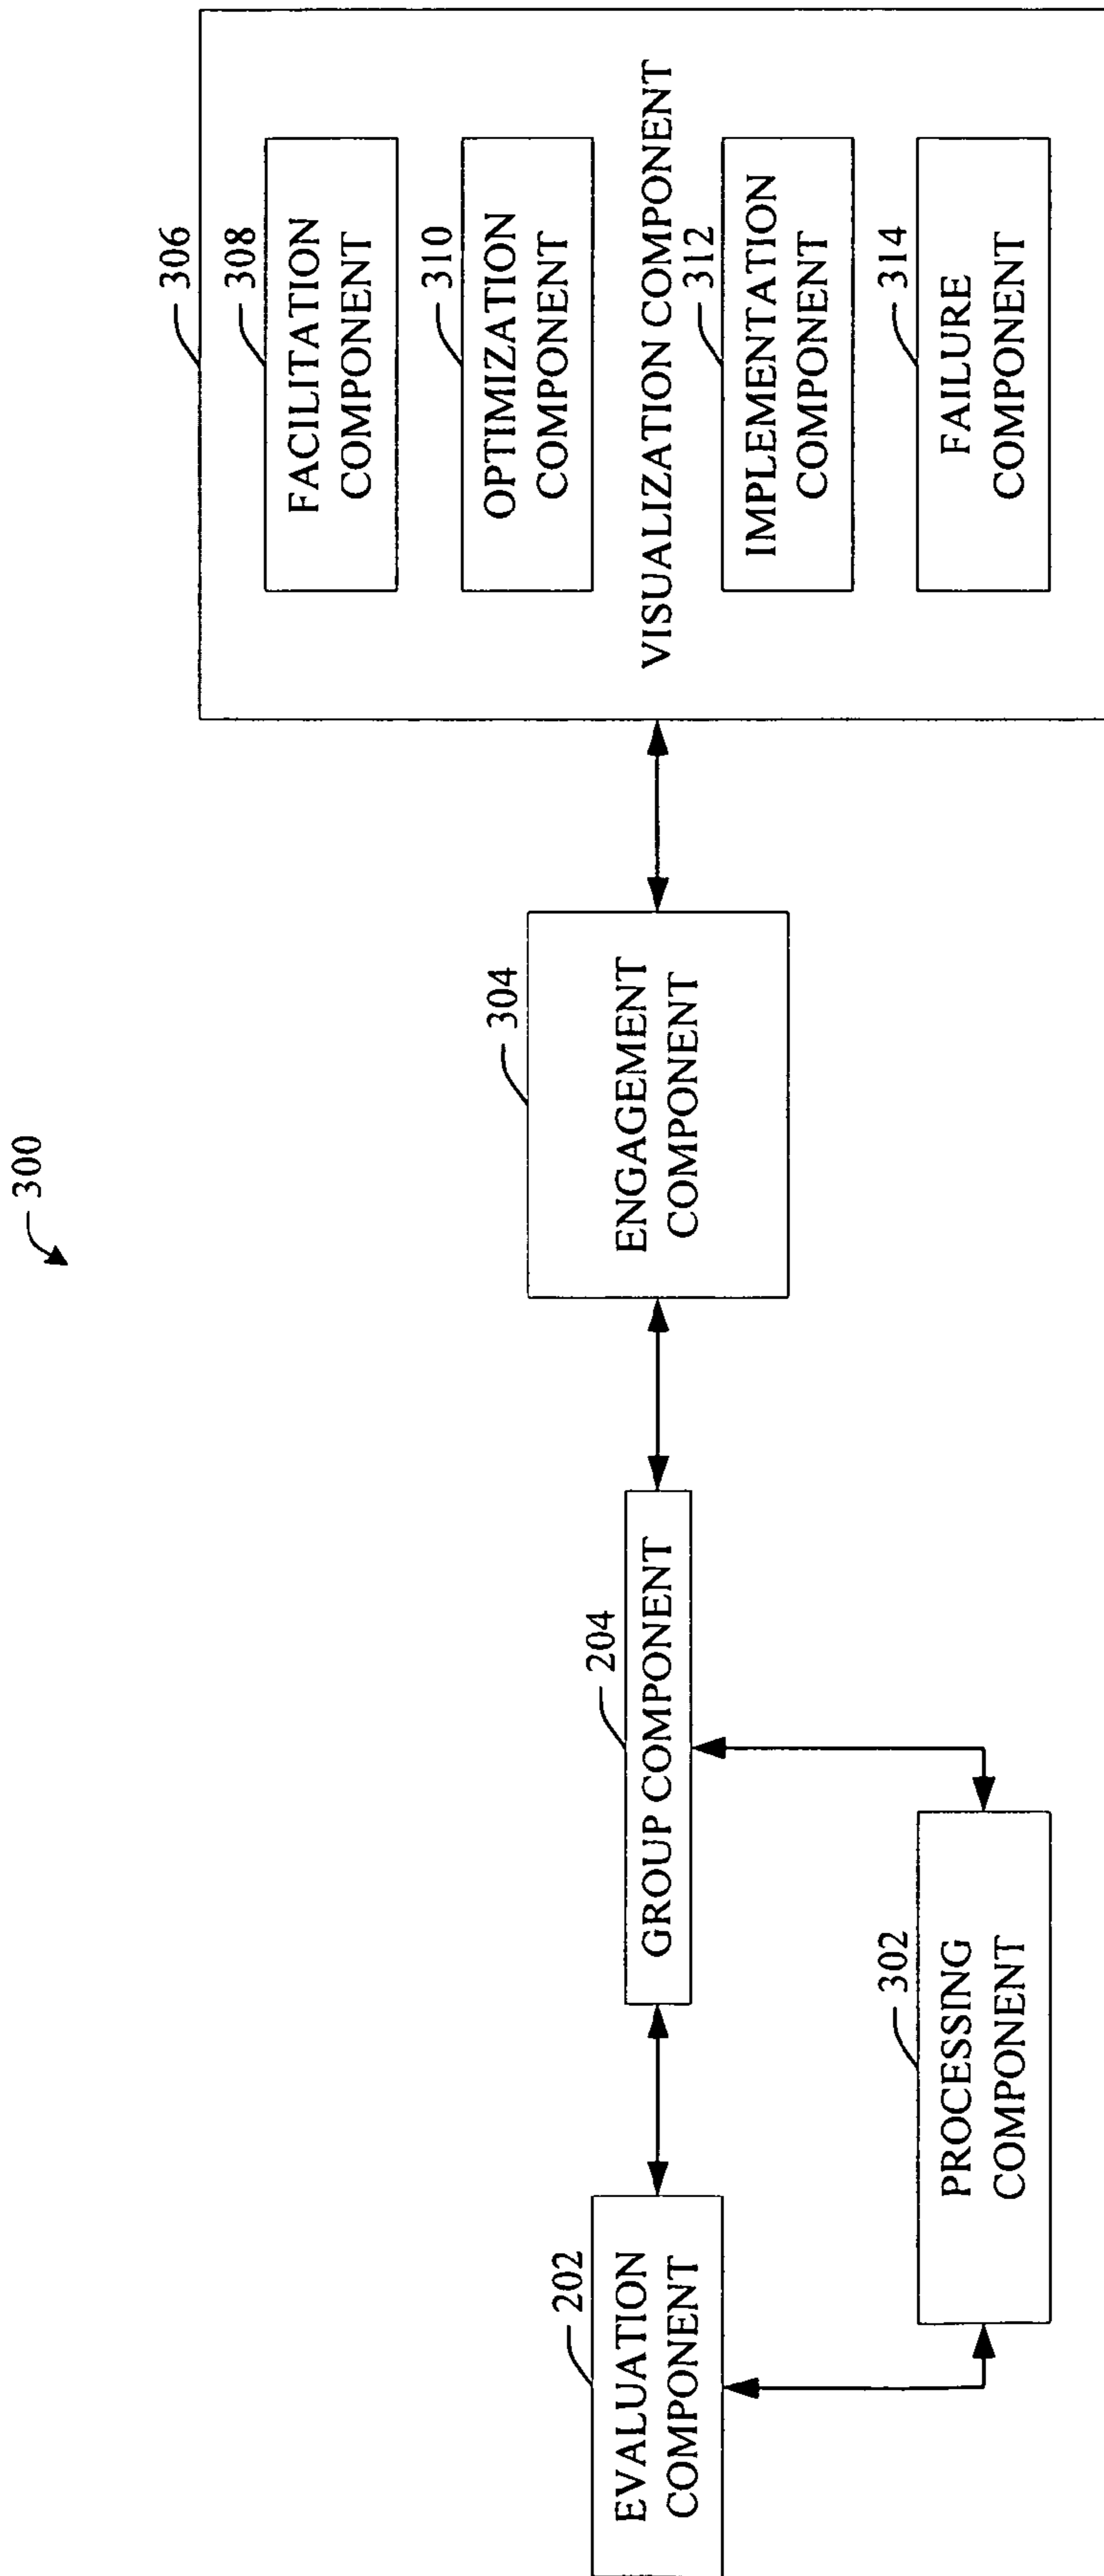 300
202
EVALUATION
COMPONENT
204
GROUP COMPONENT
302
PROCESSING
COMPONENT
304
ENGAGEMENT
COMPONENT
306
308
FACILITATION
COMPONENT
310
OPTIMIZATION
COMPONENT
VISUALIZATION COMPONENT
312
IMPLEMENTATION
COMPONENT
314
FAILURE
COMPONENT